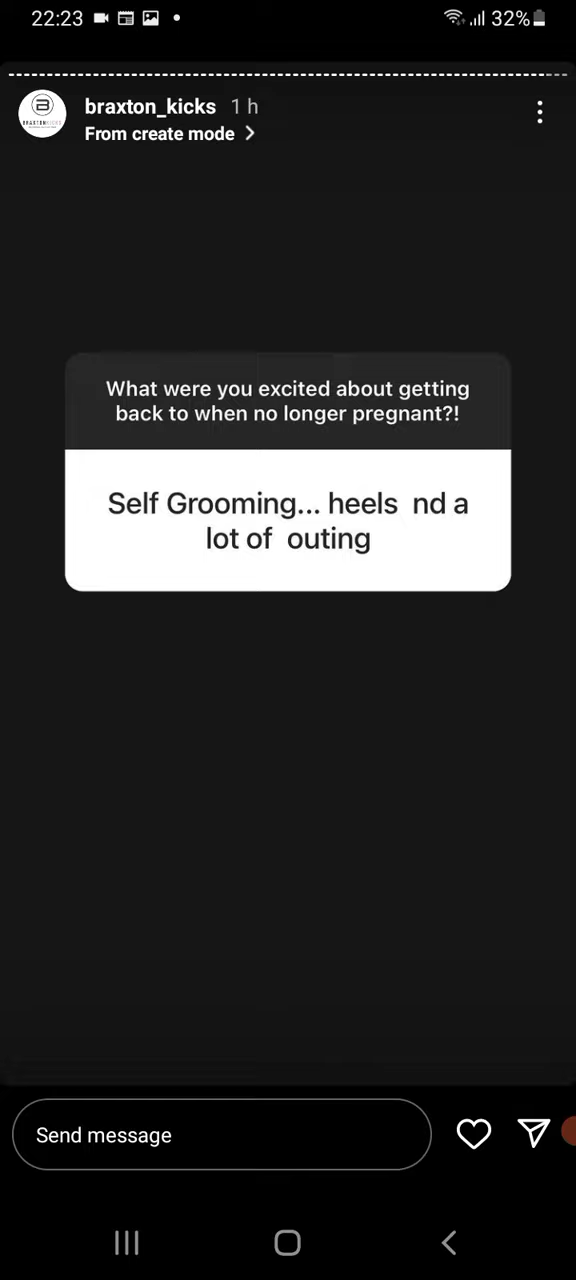 22:23 32%
braxton_kicks 1 h
From create mode >
What were you excited about getting
back to when no longer pregnant?!
Self Grooming... heels nd a
lot of outing
Send message